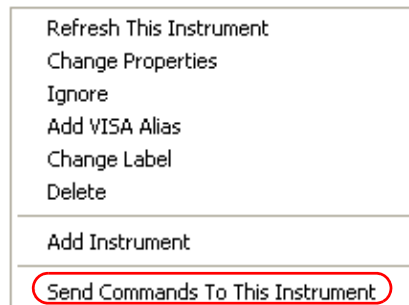 Refresh This Instrument
Change Properties
Ignore
Add VISA Alias
Change Label
Delete
Add Instrument
Send Commands To This Instrument